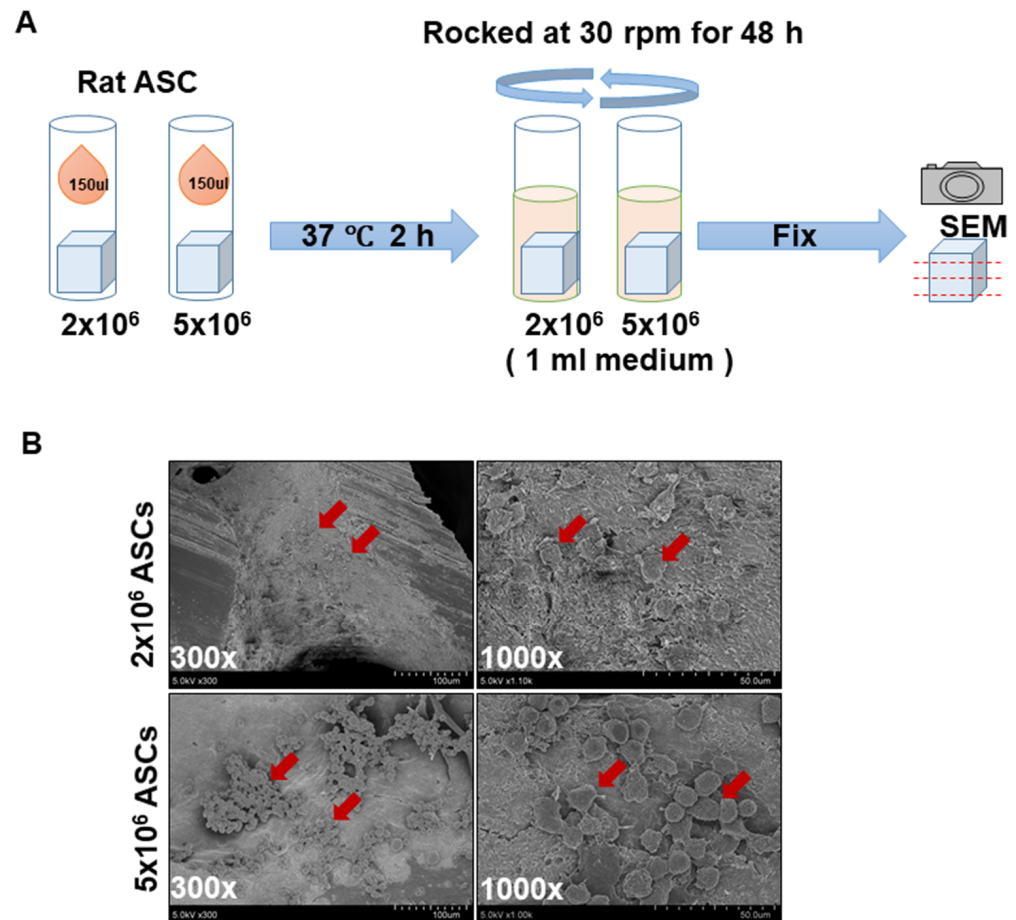 A
Rocked at 30 rpm for 48 h
Rat ASC
150ul
150ul
37 ℃ 2 h
Fix
SEM
2x10⁶
5x10⁶
2x10⁶
5x10⁶
( 1 ml medium )
B
2x10⁶ ASCs
300x
5.0kV x300
100um
1000x
5.0kV x1.10k
50.0um
5x10⁶ ASCs
300x
5.0kV x300
100um
1000x
5.0kV x1.00k
50.0um